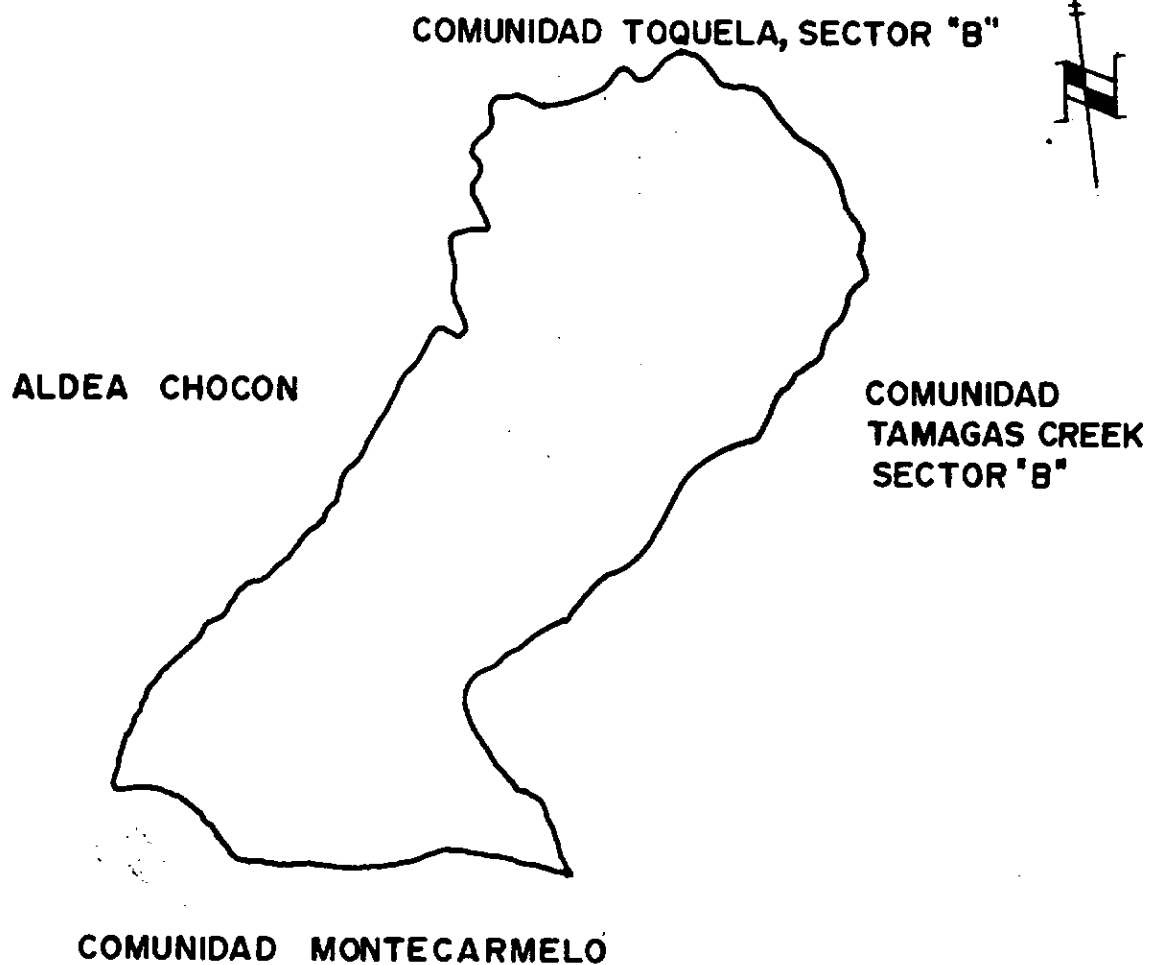 COMUNIDAD TOQUELA, SECTOR "B"
N
ALDEA CHOCON
COMUNIDAD
TAMAGAS CREEK
SECTOR "B"
COMUNIDAD MONTECARMELO